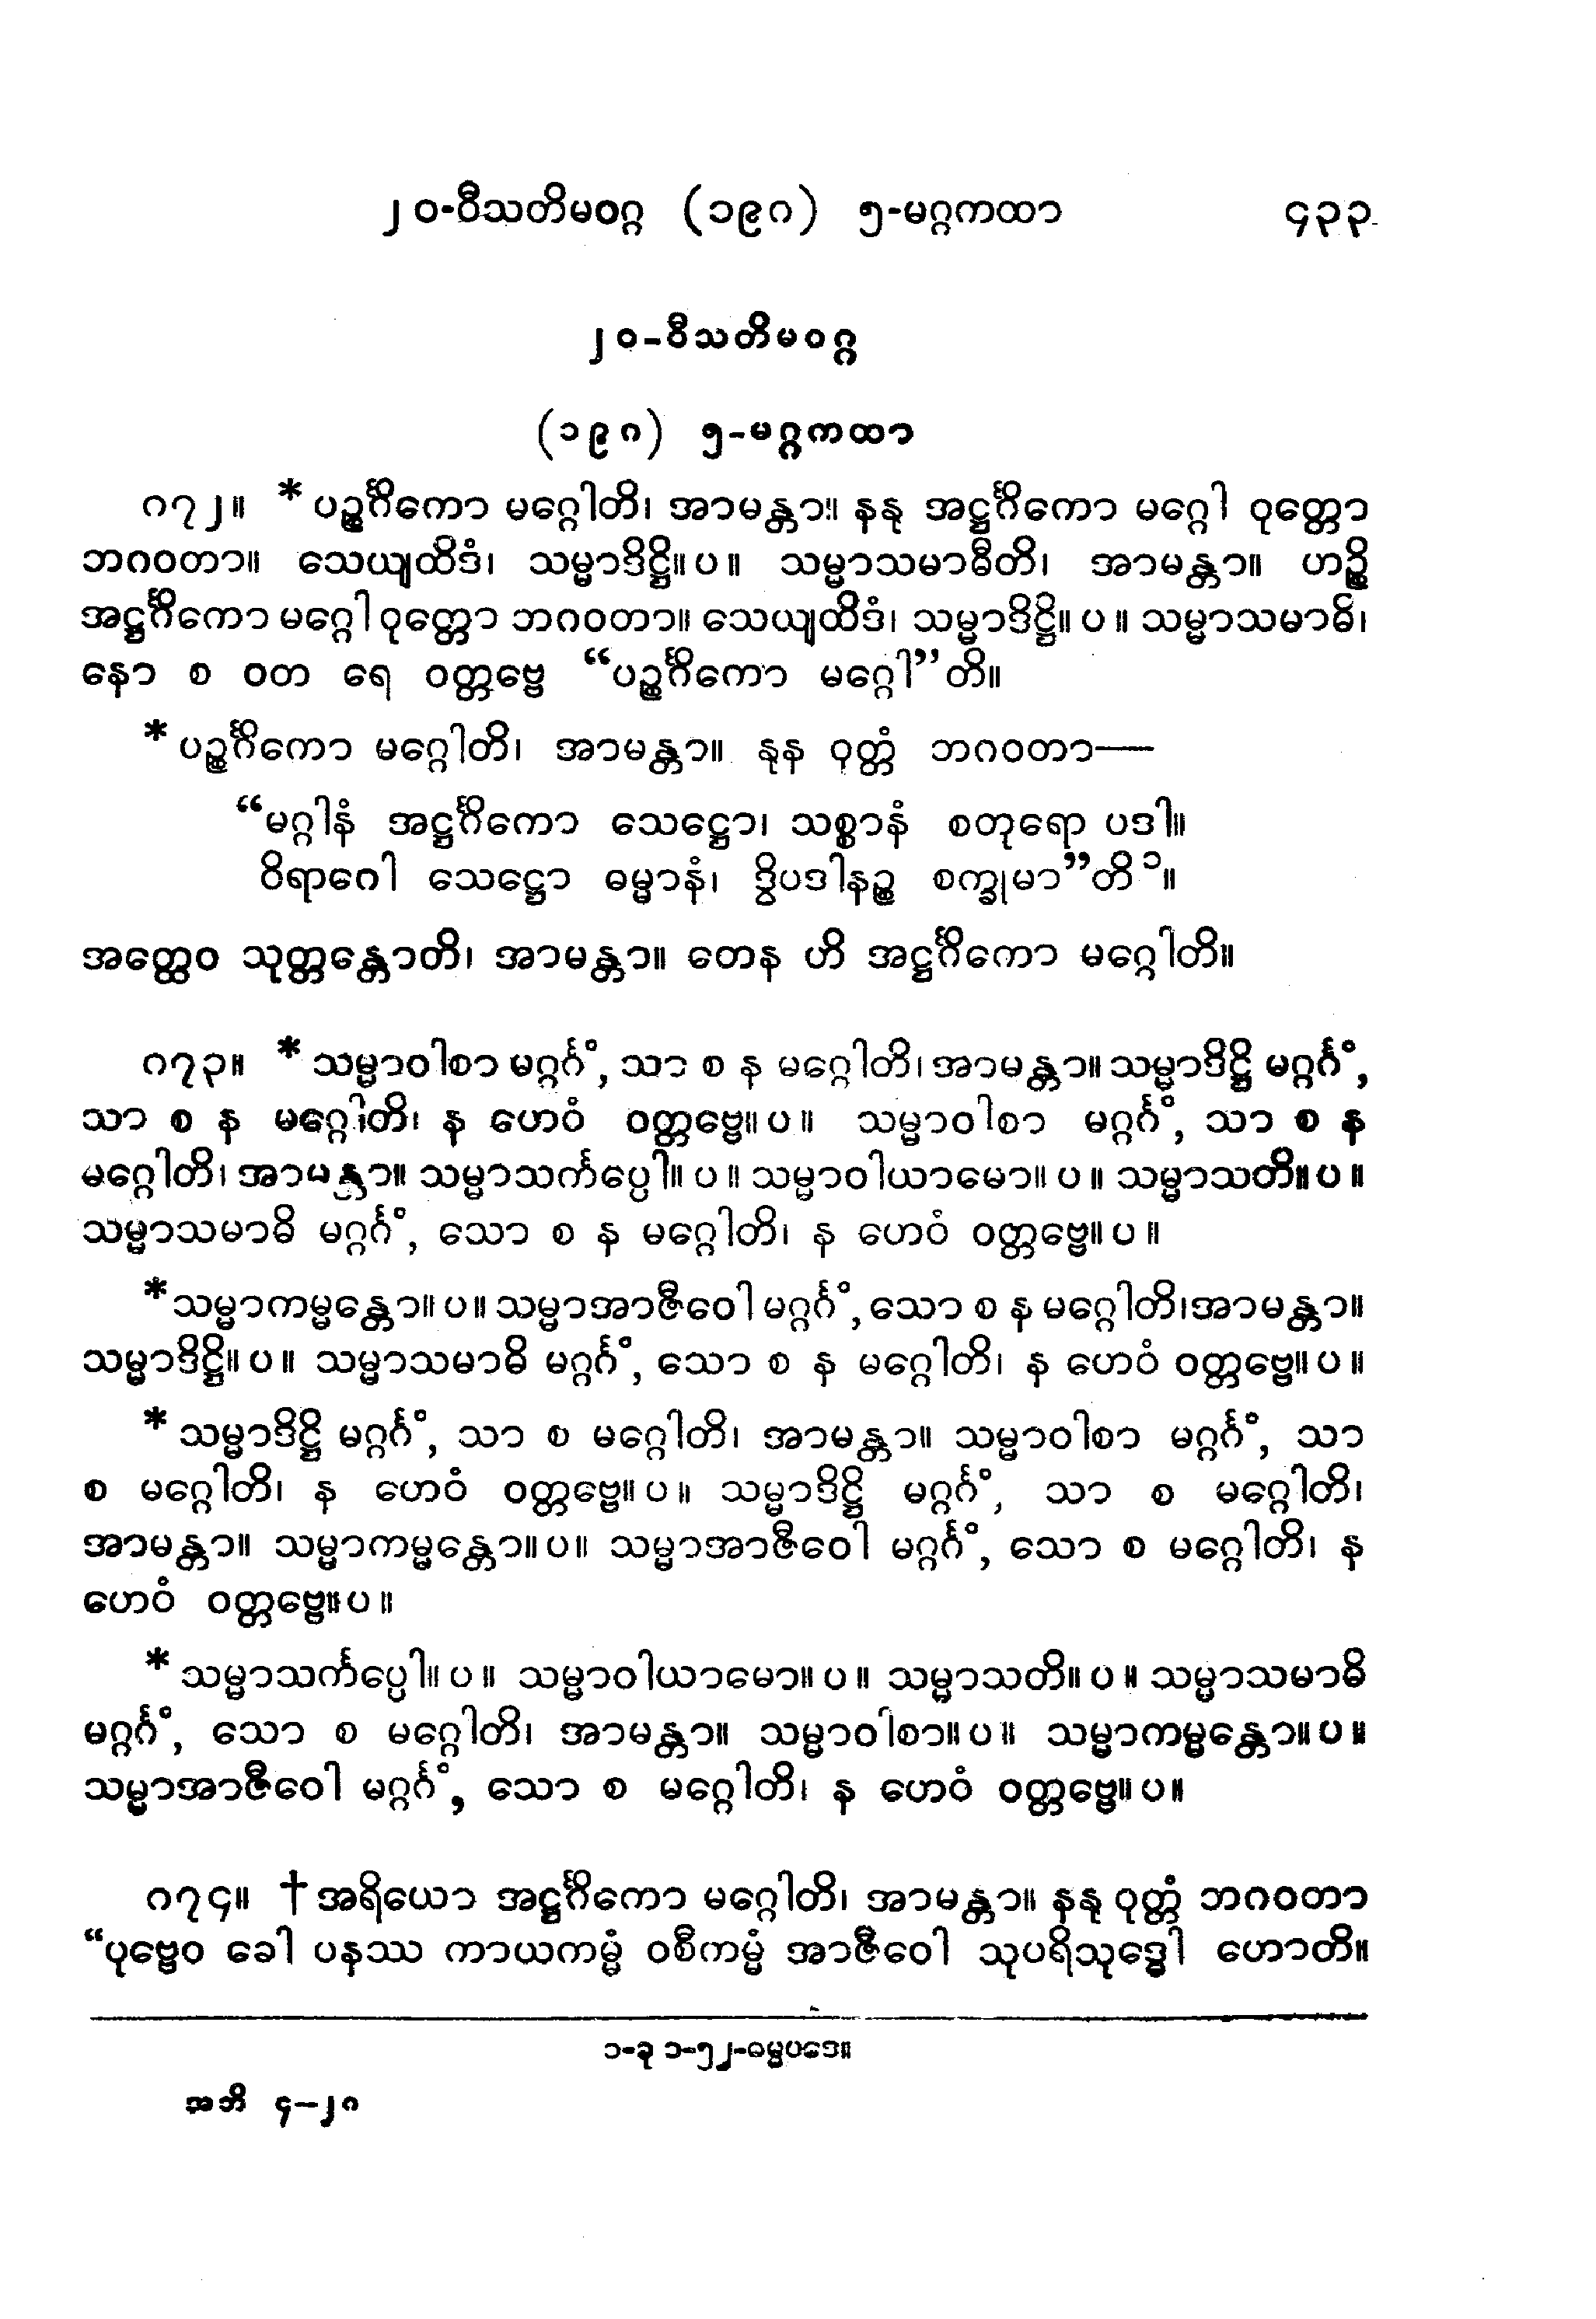 ၂၀-ဝီသတိမဝဂ္ဂ (၁၉၈) ၅-မဂ္ဂကထာ ၄၃၃
၂၀-ဝီသတိမဝဂ္ဂ
(၁၉၈) ၅-မဂ္ဂကထာ
၈၇၂။ *ပဉ္စင်္ဂိကော မဂ္ဂေါတိ၊ အာမန္တာ။ နနု အဋ္ဌင်္ဂိကော မဂ္ဂေါ ဝုတ္တော
ဘဂဝတာ။ သေယျထိဒံ၊ သမ္မာဒိဋ္ဌိ။ပ။ သမ္မာသမာဓီတိ၊ အာမန္တာ။ ဟဉ္စိ
အဋ္ဌင်္ဂိကော မဂ္ဂေါ ဝုတ္တော ဘဂဝတာ။ သေယျထိဒံ၊ သမ္မာဒိဋ္ဌိ။ ပ ။ သမ္မာသမာဓိ၊
နော စ ဝတ ရေ ဝတ္တဗ္ဗေ “ပဉ္စင်္ဂိကော မဂ္ဂေါ”တိ။
*ပဉ္စင်္ဂိကော မဂ္ဂေါတိ၊ အာမန္တာ။ နုန ဝုတ္တံ ဘဂဝတာ—
“မဂ္ဂါနံ အဋ္ဌင်္ဂိကော သေဋ္ဌော၊ သစ္စာနံ စတုရော ပဒါ။
ဝိရာဂေါ သေဋ္ဌော ဓမ္မာနံ၊ ဒွိပဒါနဉ္စ စက္ခုမာ”တိ၁။
အတ္ထေဝ သုတ္တန္တောတိ၊ အာမန္တာ။ တေန ဟိ အဋ္ဌင်္ဂိကော မဂ္ဂေါတိ။
၈၇၃။ *သမ္မာဝါစာ မဂ္ဂင်္ဂံ, သာ စ န မဂ္ဂေါတိ၊ အာမန္တာ။ သမ္မာဒိဋ္ဌိ မဂ္ဂင်္ဂံ,
သာ စ န မဂ္ဂေါတိ၊ န ဟေဝံ ဝတ္တဗ္ဗေ။ပ။ သမ္မာဝါစာ မဂ္ဂင်္ဂံ, သာ စ န
မဂ္ဂေါတိ၊ အာမန္တာ။ သမ္မာသင်္ကပ္ပေါ။ ပ ။ သမ္မာဝါယာမော။ ပ ။ သမ္မာသတိ။ ပ ။
သမ္မာသမာဓိ မဂ္ဂင်္ဂံ, သော စ န မဂ္ဂေါတိ၊ န ဟေဝံ ဝတ္တဗ္ဗေ။ပ။
*သမ္မာကမ္မန္တော။ ပ ။ သမ္မာအာဇီဝေါ မဂ္ဂင်္ဂံ, သော စ န မဂ္ဂေါတိ၊အာမန္တာ။
သမ္မာဒိဋ္ဌိ။ ပ ။ သမ္မာသမာဓိ မဂ္ဂင်္ဂံ, သော စ န မဂ္ဂေါတိ၊ န ဟေဝံ ဝတ္တဗ္ဗေ။ပ။
*သမ္မာဒိဋ္ဌိ မဂ္ဂင်္ဂံ, သာ စ မဂ္ဂေါတိ၊ အာမန္တာ။ သမ္မာဝါစာ မဂ္ဂင်္ဂံ, သာ
စ မဂ္ဂေါတိ၊ န ဟေဝံ ဝတ္တဗ္ဗေ။ပ။ သမ္မာဒိဋ္ဌိ မဂ္ဂင်္ဂံ, သာ စ မဂ္ဂေါတိ၊
အာမန္တာ။ သမ္မာကမ္မန္တော။ပ။ သမ္မာအာဇီဝေါ မဂ္ဂင်္ဂံ, သော စ မဂ္ဂေါတိ၊ န
ဟေဝံ ဝတ္တဗ္ဗေ။ပ။
*သမ္မာသင်္ကပ္ပေါ။ ပ ။ သမ္မာဝါယာမော။ ပ ။ သမ္မာသတိ။ ပ ။ သမ္မာသမာဓိ
မဂ္ဂင်္ဂံ, သော စ မဂ္ဂေါတိ၊ အာမန္တာ။ သမ္မာဝါစာ။ပ။ သမ္မာကမ္မန္တော။ပ။
သမ္မာအာဇီဝေါ မဂ္ဂင်္ဂံ, သော စ မဂ္ဂေါတိ၊ န ဟေဝံ ဝတ္တဗ္ဗေ။ပ။
၈၇၄။ †အရိယော အဋ္ဌင်္ဂိကော မဂ္ဂေါတိ၊ အာမန္တာ။ နနု ဝုတ္တံ ဘဂဝတာ
“ပုဗ္ဗေဝ ခေါ ပနဿ ကာယကမ္မံ ဝစီကမ္မံ အာဇီဝေါ သုပရိသုဒ္ဓေါ ဟောတိ။
၁-ခု ၁-၅၂-ဓမ္မပဒေ။
အဘိ ၄-၂၈